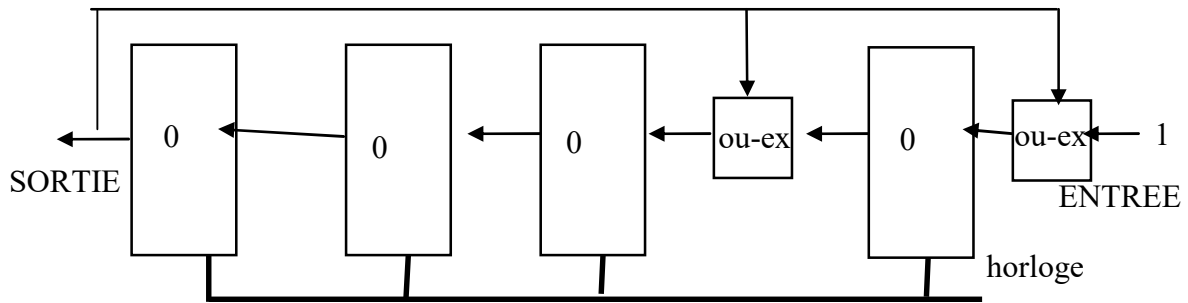 0 0 0 ou-ex 0 ou-ex 1
SORTIE
ENTREE
horloge